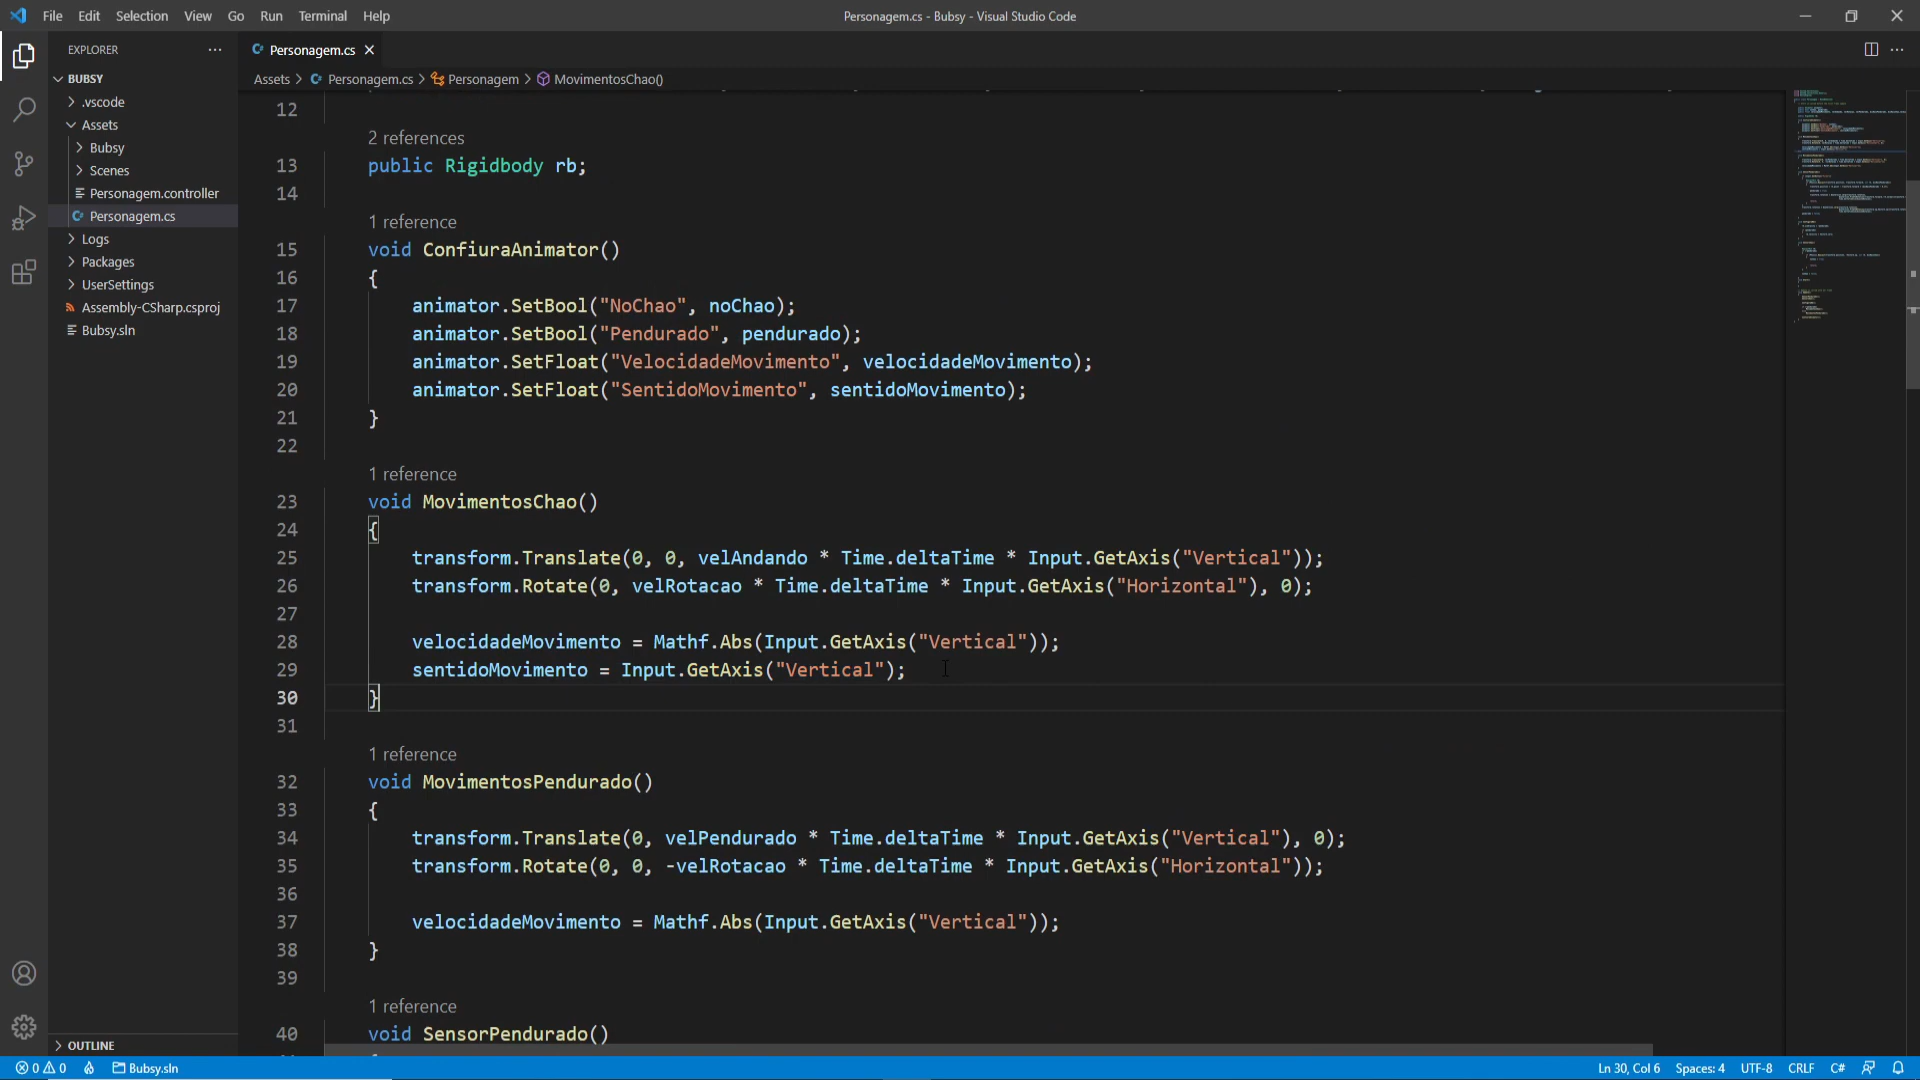 File Edit Selection View Go Run Terminal Help
Personagem.cs - Bubsy - Visual Studio Code
EXPLORER
BUBSY
.vscode
Assets
Bubsy
Scenes
Personagem.controller
Personagem.cs
Logs
Packages
UserSettings
Assembly-CSharp.csproj
Bubsy.sln
OUTLINE
Personagem.cs
Assets > Personagem.cs > Personagem > MovimentosChao()
12
2 references
13 public Rigidbody rb;
14
1 reference
15 void ConfiuraAnimator()
16 {
17 animator.SetBool("NoChao", noChao);
18 animator.SetBool("Pendurado", pendurado);
19 animator.SetFloat("VelocidadeMovimento", velocidadeMovimento);
20 animator.SetFloat("SentidoMovimento", sentidoMovimento);
21 }
22
1 reference
23 void MovimentosChao()
24 {
25 transform.Translate(0, 0, velAndando * Time.deltaTime * Input.GetAxis("Vertical"));
26 transform.Rotate(0, velRotacao * Time.deltaTime * Input.GetAxis("Horizontal"), 0);
27
28 velocidadeMovimento = Mathf.Abs(Input.GetAxis("Vertical"));
29 sentidoMovimento = Input.GetAxis("Vertical");
30 }
31
1 reference
32 void MovimentosPendurado()
33 {
34 transform.Translate(0, velPendurado * Time.deltaTime * Input.GetAxis("Vertical"), 0);
35 transform.Rotate(0, 0, -velRotacao * Time.deltaTime * Input.GetAxis("Horizontal"));
36
37 velocidadeMovimento = Mathf.Abs(Input.GetAxis("Vertical"));
38 }
39
1 reference
40 void SensorPendurado()
0 0 Bubsy.sln
Ln 30, Col 6 Spaces: 4 UTF-8 CRLF C#